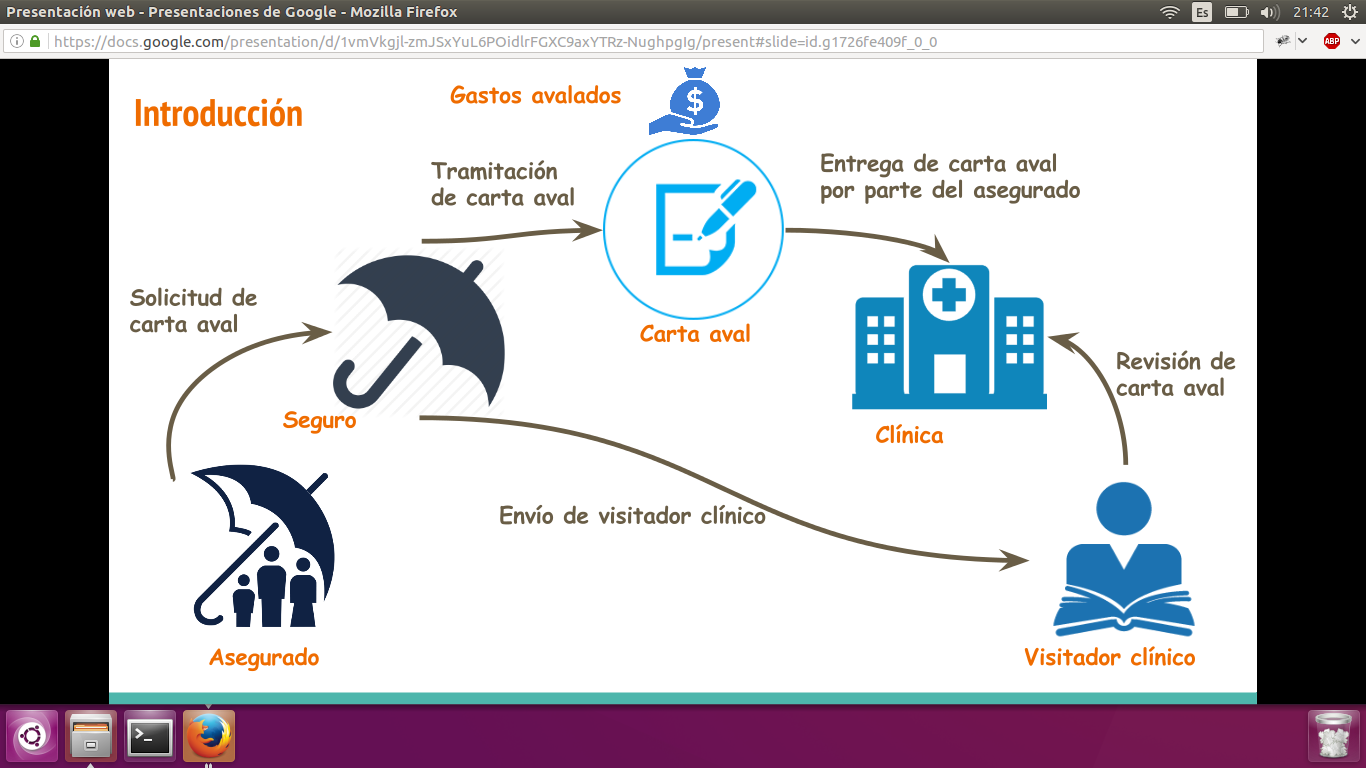 Presentación web - Presentaciones de Google - Mozilla Firefox
Es
21:42
https://docs.google.com/presentation/d/1vmVkgjl-zmJSxYuL6POidlrFGXC9axYTRz-NughpgIg/present#slide=id.g1726fe409f_0_0
ABP
Introducción
Gastos avalados
$
Tramitación
de carta aval
Entrega de carta aval
por parte del asegurado
Solicitud de
carta aval
Carta aval
Revisión de
carta aval
Seguro
Clínica
Envío de visitador clínico
Asegurado
Visitador clínico